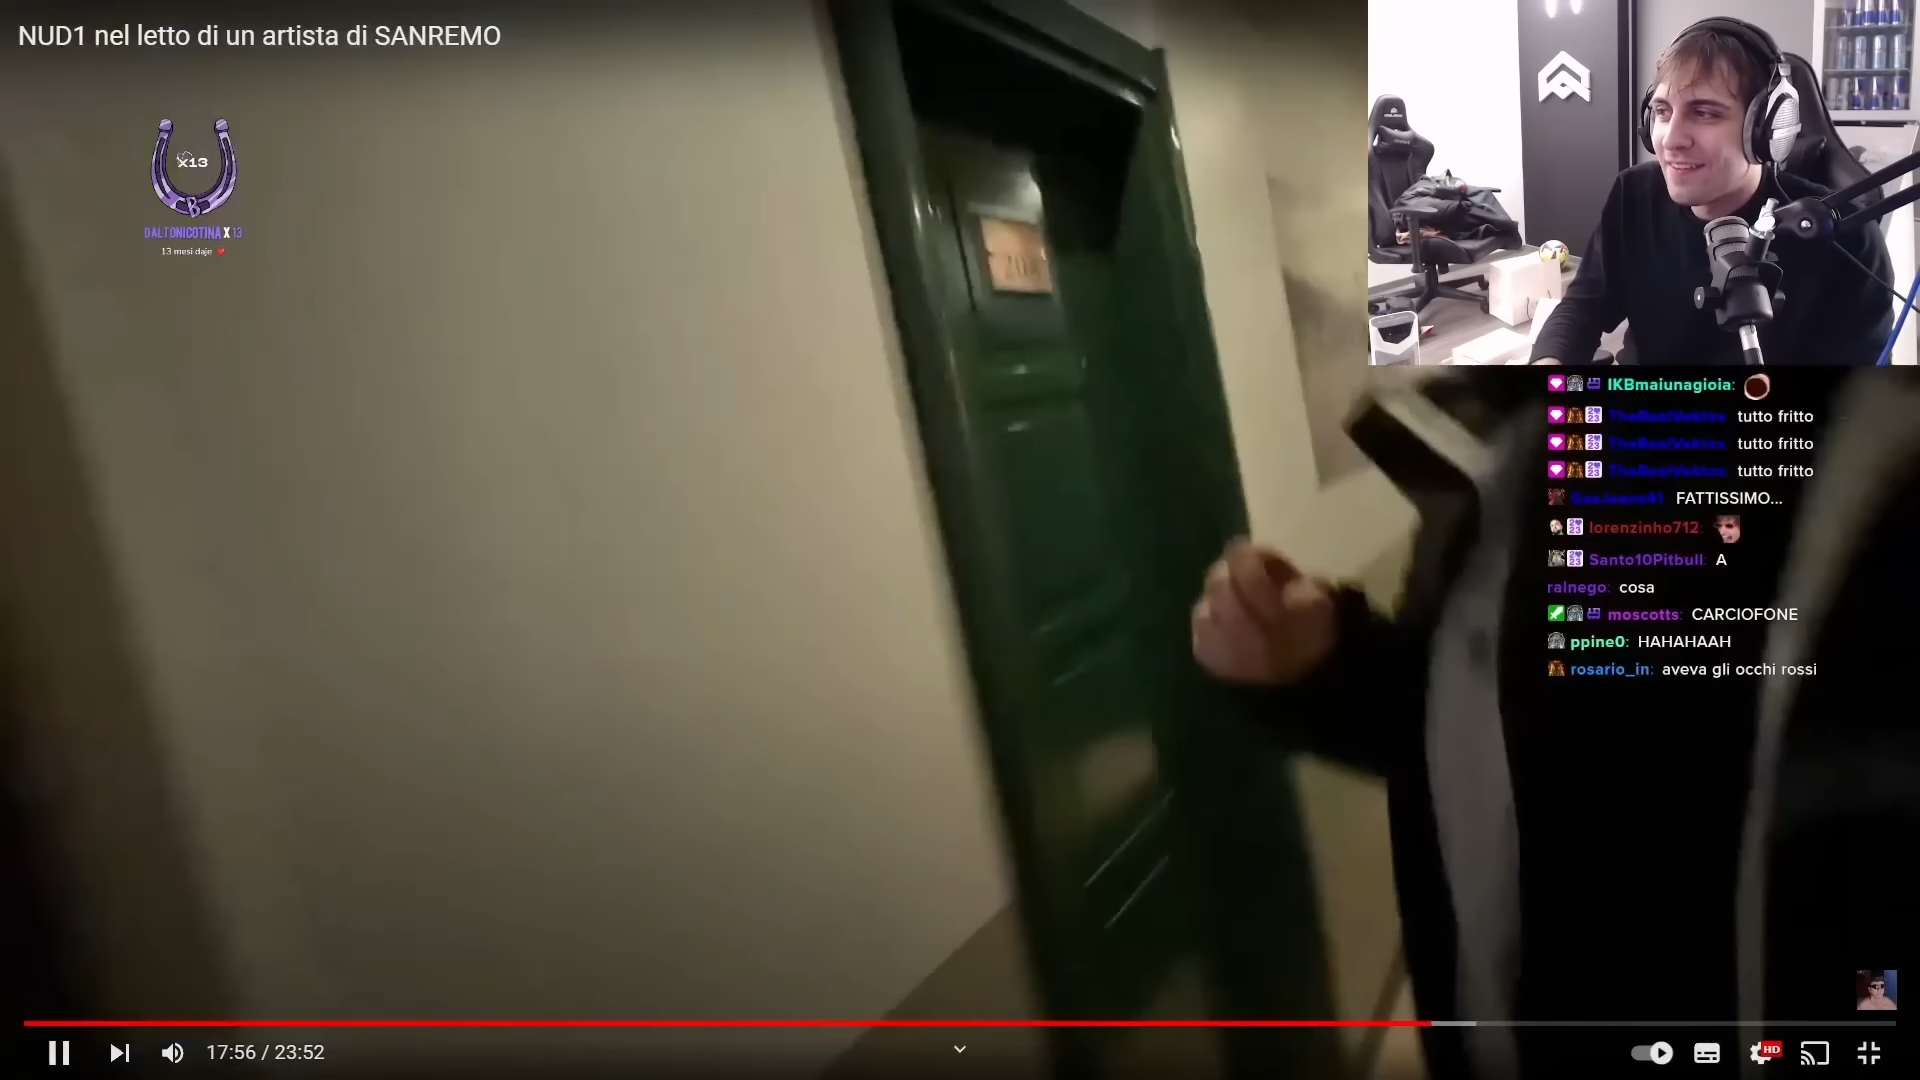 NUD1 nel letto di un artista di SANREMO
X13
DALTONICOTINA X 13
13 mesi daje
IKBmaiunagioia:
tutto fritto
tutto fritto
tutto fritto
FATTISSIMO...
lorenzinho712:
Santo10Pitbull: A
ralnego: cosa
moscotts: CARCIOFONE
ppine0: HAHAHAAH
rosario_in: aveva gli occhi rossi
17:56 / 23:52
HD